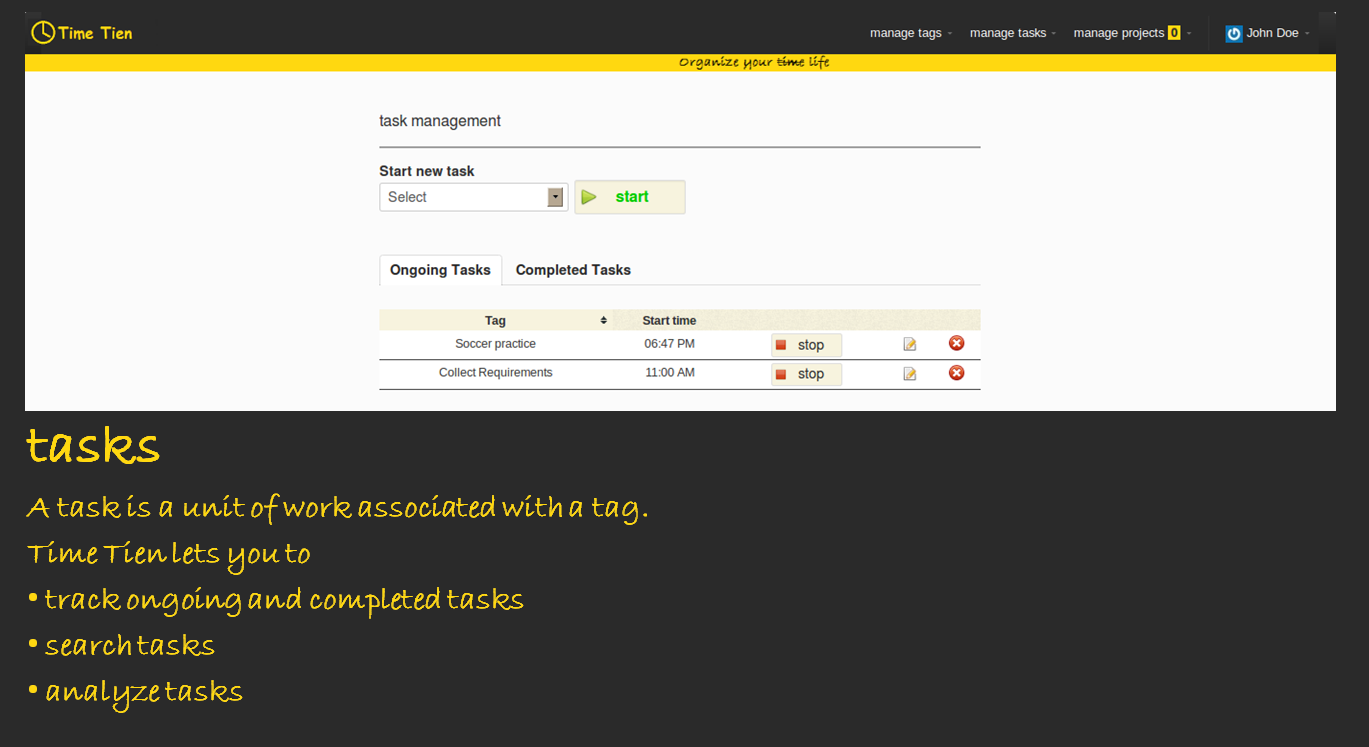 Time Tien manage tags manage tasks manage projects 0 John Doe
Organize your time life
task management
Start new task
Select start
Ongoing Tasks Completed Tasks
Tag Start time
Soccer practice 06:47 PM stop
Collect Requirements 11:00 AM stop
tasks
A task is a unit of work associated with a tag.
Time Tien lets you to
• track ongoing and completed tasks
• search tasks
• analyze tasks